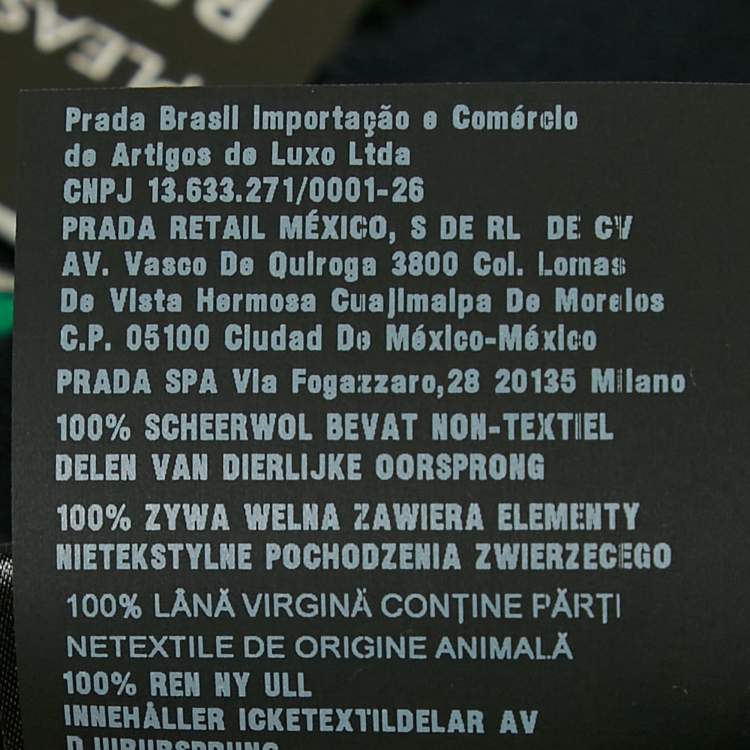 PLEAS
Prada Brasil Importação e Comércio
de Artigos de Luxo Ltda
CNPJ 13.633.271/0001-26
PRADA RETAIL MÉXICO, S DE RL DE CV
AV. Vasco De Quiroga 3800 Col. Lomas
De Vista Hermosa Cuajimalpa De Morelos
C.P. 05100 Ciudad De México-México
PRADA SPA Via Fogazzaro,28 20135 Milano
100% SCHEERWOL BEVAT NON-TEXTIEL
DELEN VAN DIERLIJKE OORSPRONG
100% ZYWA WELNA ZAWIERA ELEMENTY
NIETEKSTYLNE POCHODZENIA ZWIERZECEGO
100% LÂNĂ VIRGINĂ CONȚINE PĂRȚI
NETEXTILE DE ORIGINE ANIMALĂ
100% REN NY ULL
INNEHÅLLER ICKETEXTILDELAR AV
DJURURSPRUNG